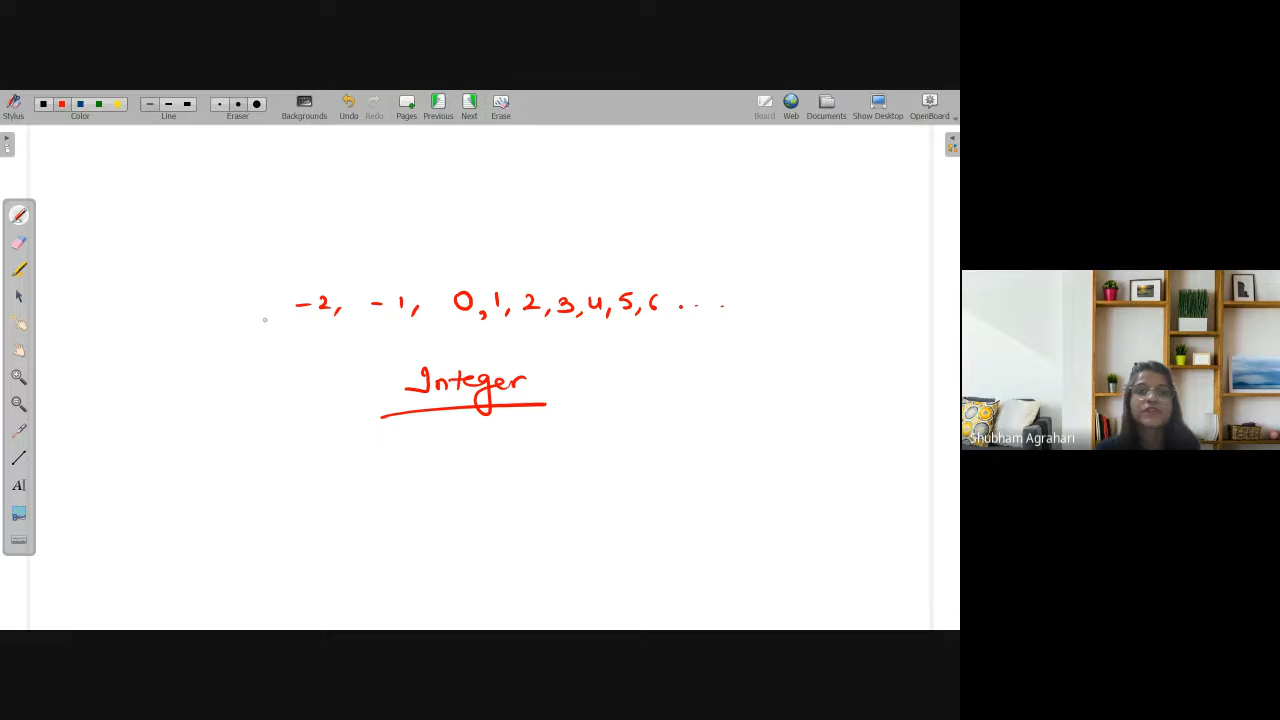 Stylus Color Line Eraser Backgrounds Undo Redo Pages Previous Next Erase Board Web Documents Show Desktop OpenBoard
-2, -1, 0, 1, 2, 3, 4, 5, 6 ....
Integer
Shubham Agrahari